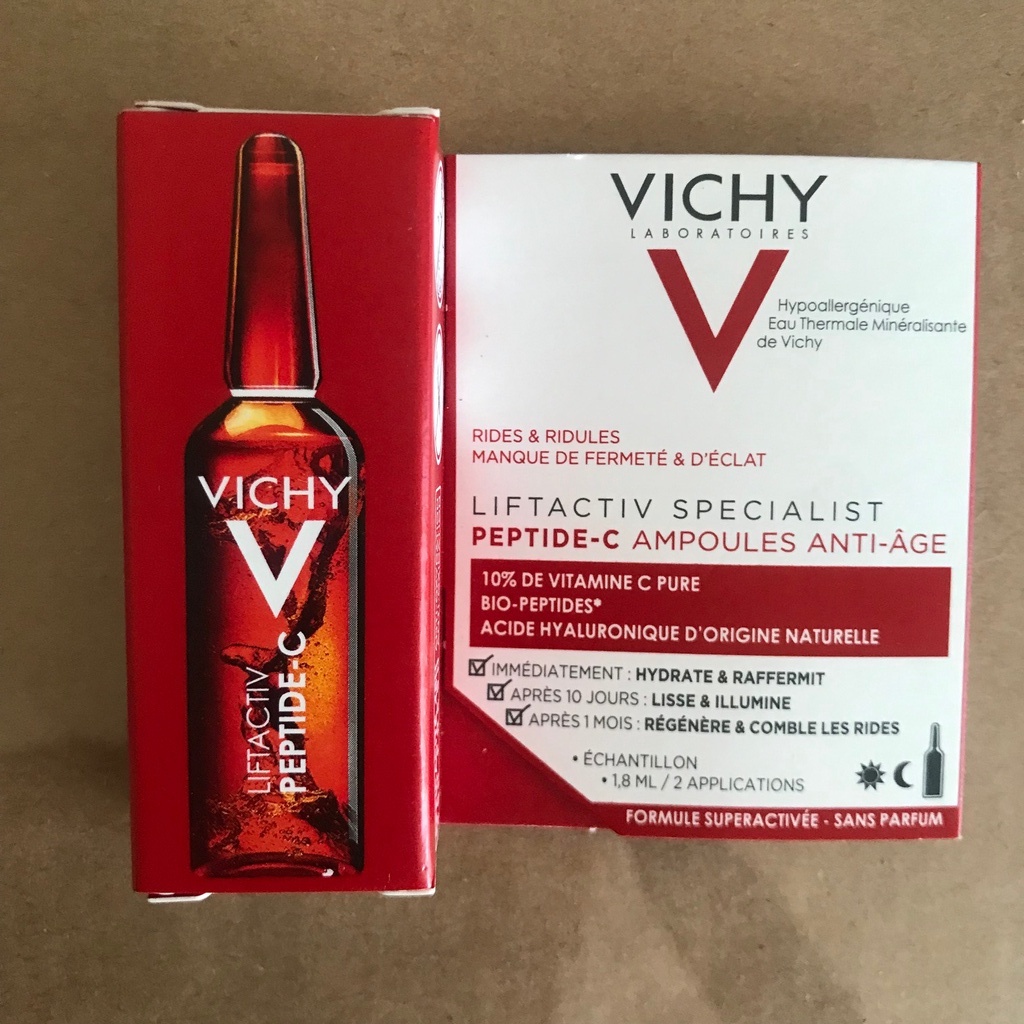 VICHY
LIFTACTIV
PEPTIDE-C
VICHY
LABORATOIRES
Hypoallergénique
Eau Thermale Minéralisante
de Vichy
RIDES & RIDULES
MANQUE DE FERMETÉ & D'ÉCLAT
LIFTACTIV SPECIALIST
PEPTIDE-C AMPOULES ANTI-ÂGE
10% DE VITAMINE C PURE
BIO-PEPTIDES*
ACIDE HYALURONIQUE D'ORIGINE NATURELLE
IMMÉDIATEMENT : HYDRATE & RAFFERMIT
APRÈS 10 JOURS : LISSE & ILLUMINE
APRÈS 1 MOIS : RÉGÉNÈRE & COMBLE LES RIDES
• ÉCHANTILLON
• 1,8 ML / 2 APPLICATIONS
FORMULE SUPERACTIVÉE - SANS PARFUM